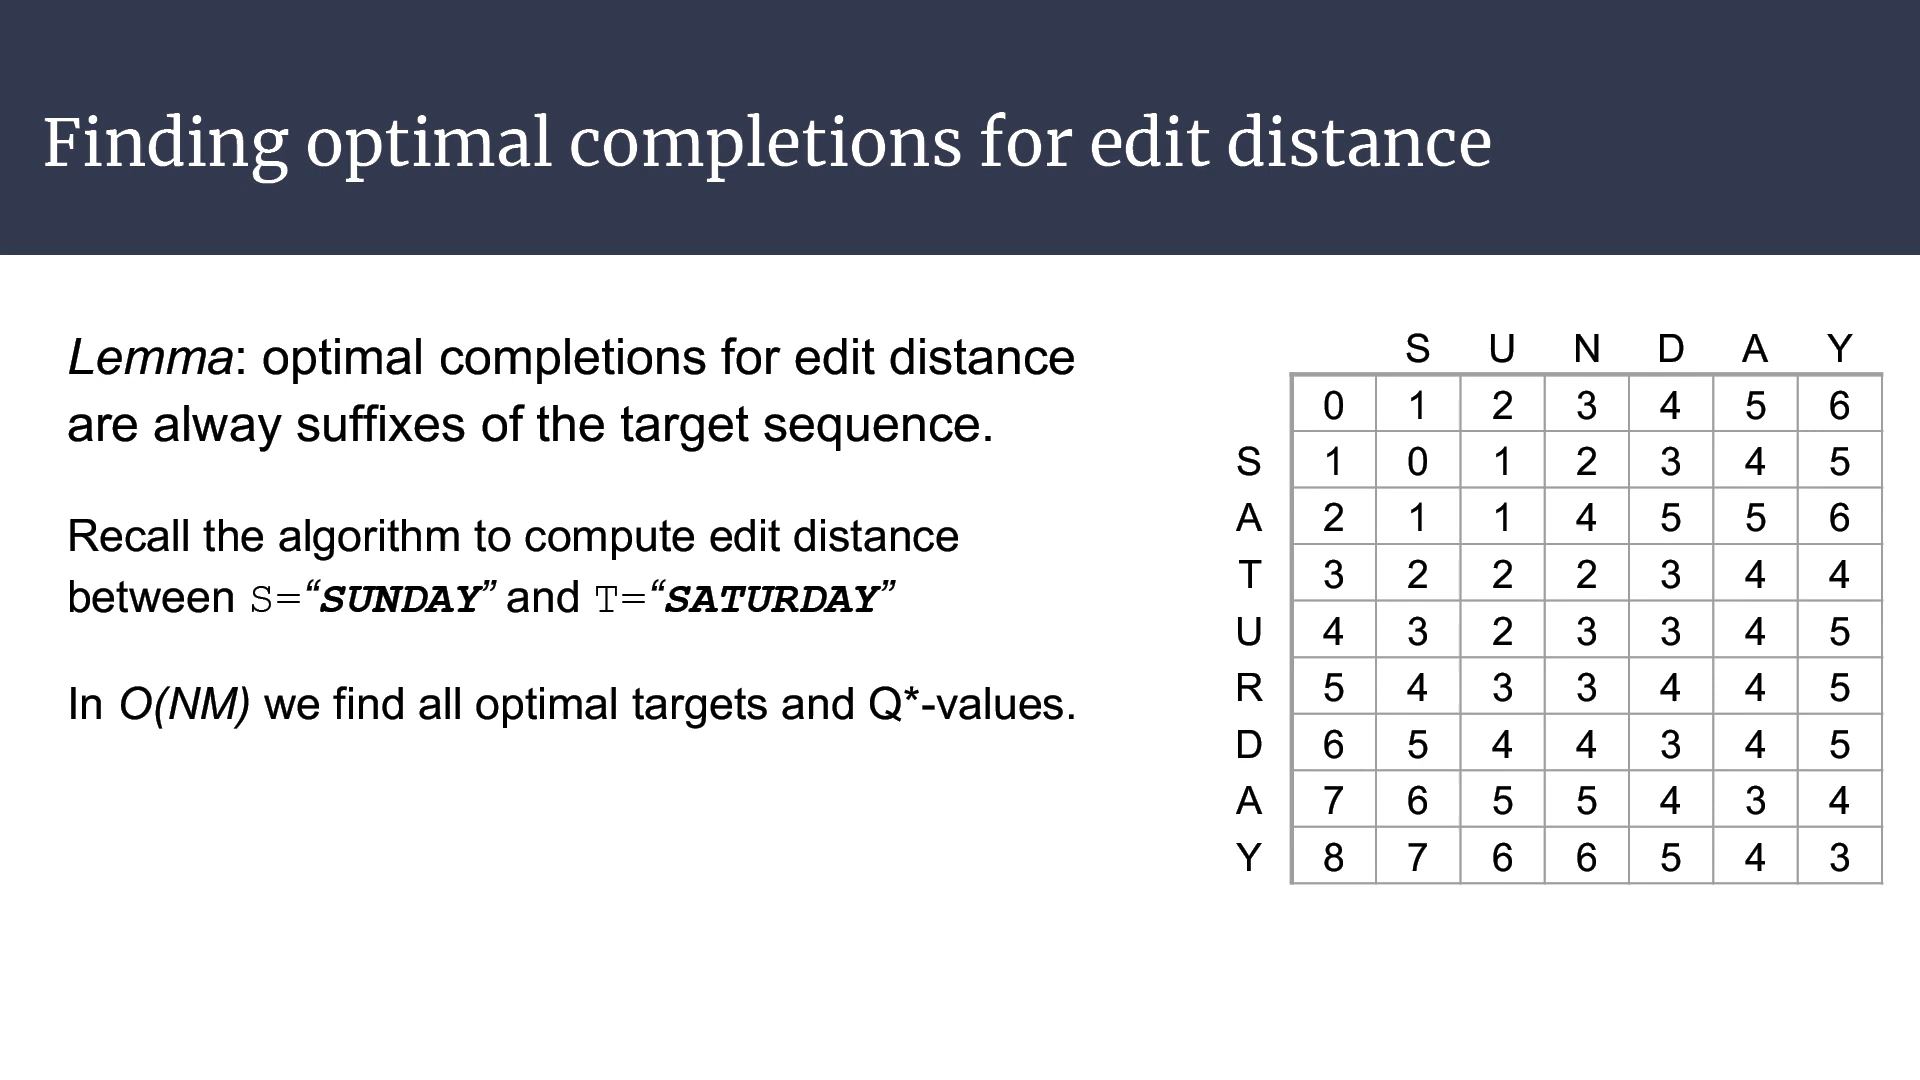 Finding optimal completions for edit distance
Lemma: optimal completions for edit distance
are alway suffixes of the target sequence.
Recall the algorithm to compute edit distance
between S=“SUNDAY” and T=“SATURDAY”
In O(NM) we find all optimal targets and Q*-values.
S U N D A Y
0 1 2 3 4 5 6
S 1 0 1 2 3 4 5
A 2 1 1 4 5 5 6
T 3 2 2 2 3 4 4
U 4 3 2 3 3 4 5
R 5 4 3 3 4 4 5
D 6 5 4 4 3 4 5
A 7 6 5 5 4 3 4
Y 8 7 6 6 5 4 3